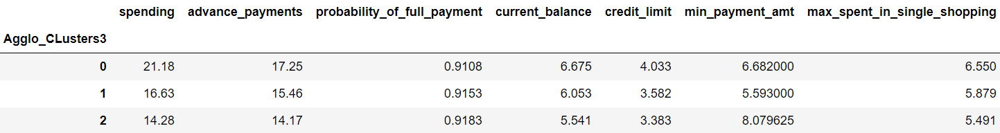 spending advance_payments probability_of_full_payment current_balance credit_limit min_payment_amt max_spent_in_single_shopping
Agglo_CLusters3
0 21.18 17.25 0.9108 6.675 4.033 6.682000 6.550
1 16.63 15.46 0.9153 6.053 3.582 5.593000 5.879
2 14.28 14.17 0.9183 5.541 3.383 8.079625 5.491